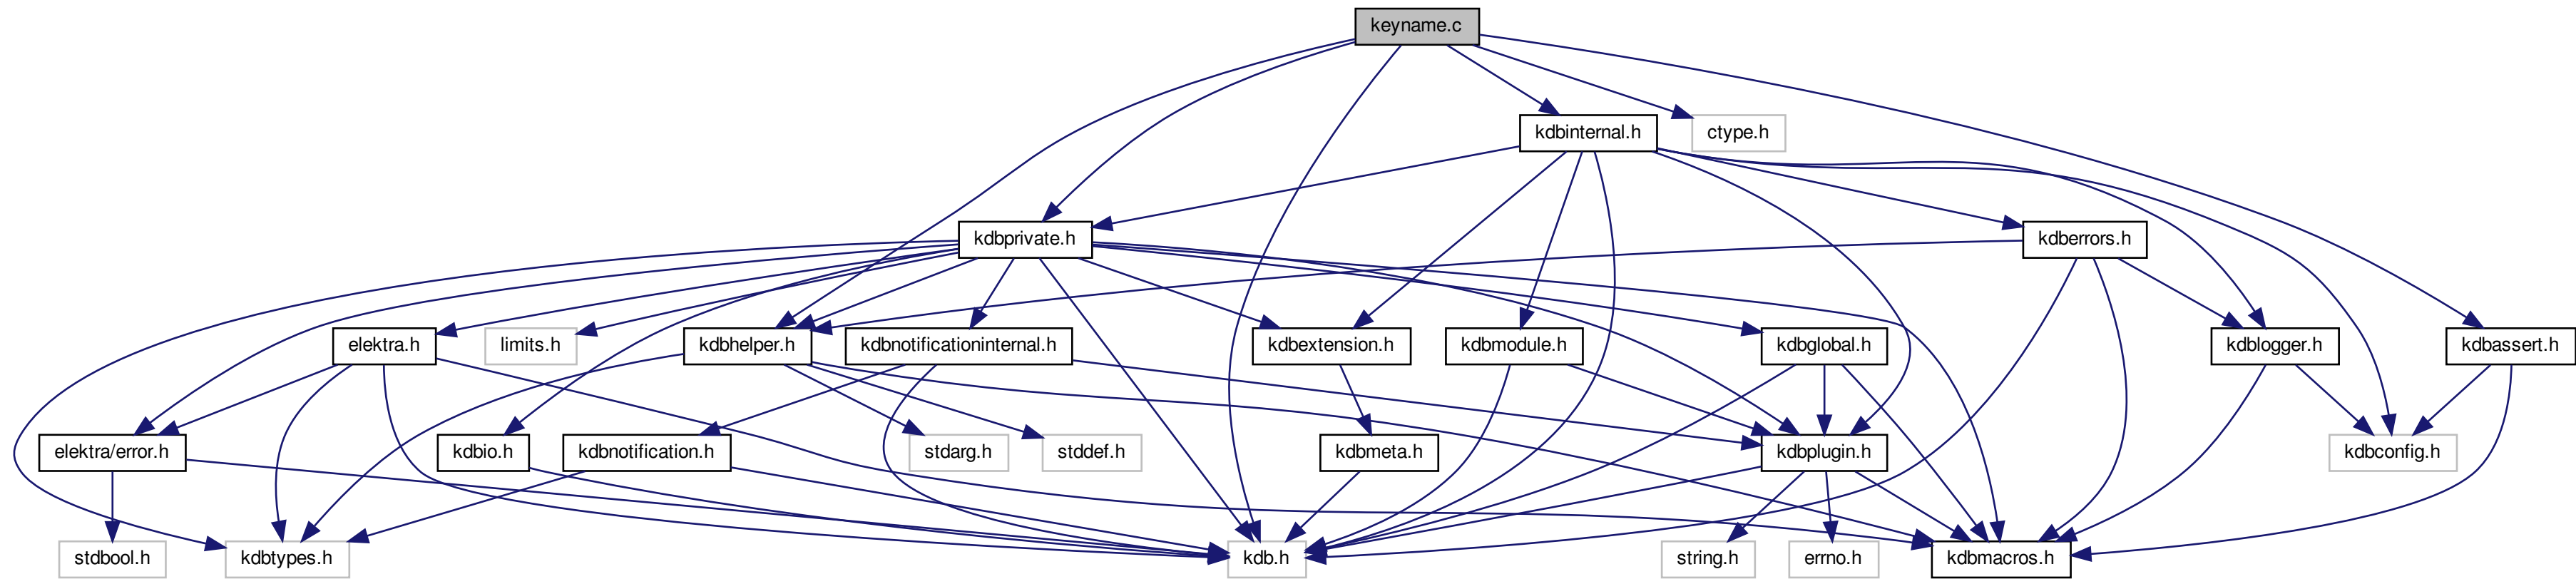 keyname.c
kdbinternal.h
ctype.h
kdbprivate.h
kdberrors.h
elektra.h
limits.h
kdbhelper.h
kdbnotificationinternal.h
kdbextension.h
kdbmodule.h
kdbglobal.h
kdblogger.h
kdbassert.h
elektra/error.h
kdbio.h
kdbnotification.h
stdarg.h
stddef.h
kdbmeta.h
kdbplugin.h
kdbconfig.h
stdbool.h
kdbtypes.h
kdb.h
string.h
errno.h
kdbmacros.h